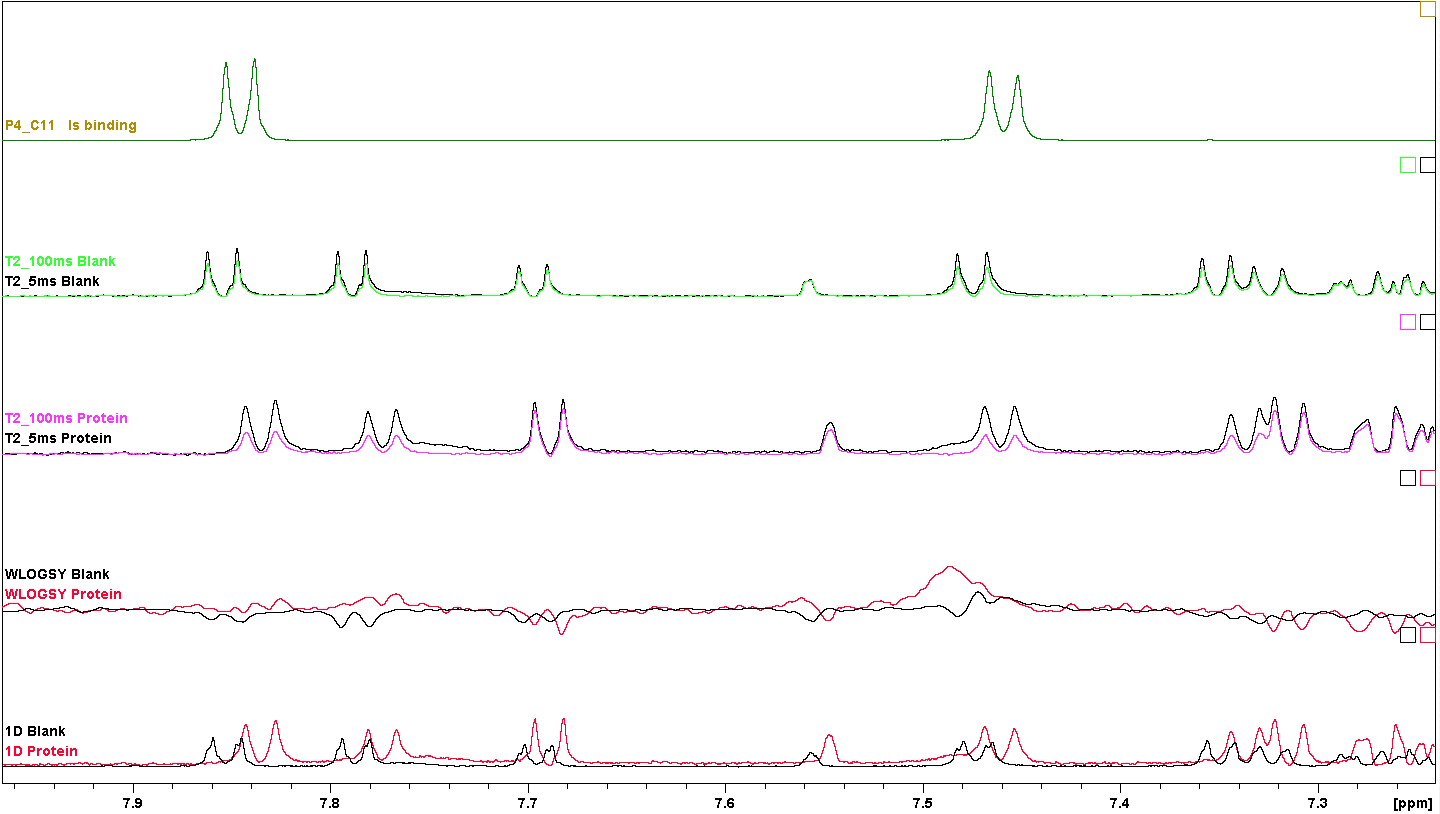 P4_C11 Is binding
T2_100ms Blank
T2_5ms Blank
T2_100ms Protein
T2_5ms Protein
WLOGSY Blank
WLOGSY Protein
1D Blank
1D Protein
7.9 7.8 7.7 7.6 7.5 7.4 7.3 [ppm]